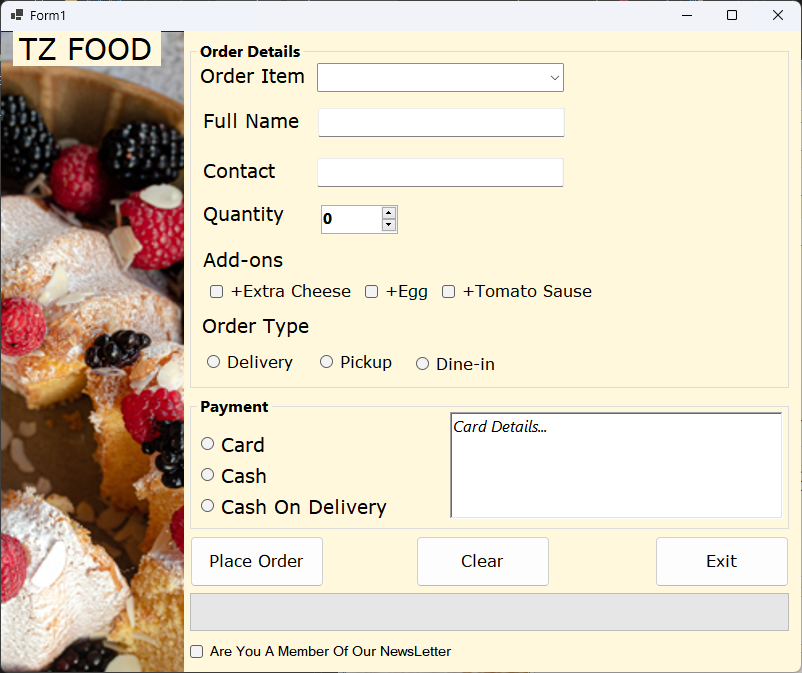 Form1
TZ FOOD
Order Details
Order Item
Full Name
Contact
Quantity 0
Add-ons
+Extra Cheese +Egg +Tomato Sause
Order Type
Delivery Pickup Dine-in
Payment
Card Details...
Card
Cash
Cash On Delivery
Place Order Clear Exit
Are You A Member Of Our NewsLetter